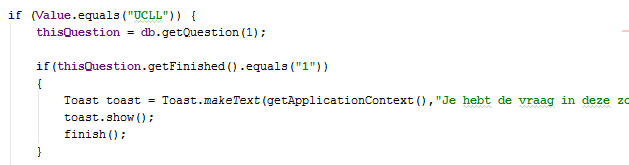 if (Value.equals("UCLL")) {
thisQuestion = db.getQuestion(1);
if(thisQuestion.getFinished().equals("1"))
{
Toast toast = Toast.makeText(getApplicationContext(),"Je hebt de vraag in deze zo
toast.show();
finish();
}